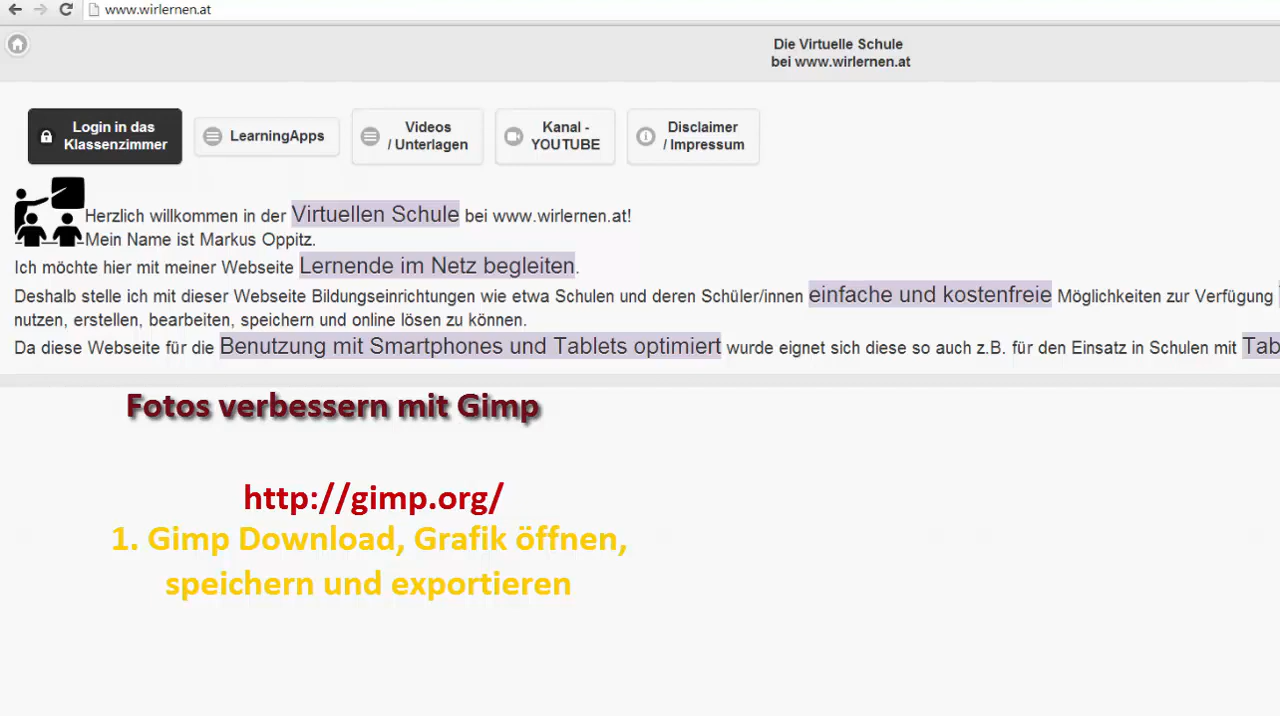 www.wirlernen.at
Die Virtuelle Schule
bei www.wirlernen.at
Login in das
Klassenzimmer
LearningApps
Videos
/ Unterlagen
Kanal -
YOUTUBE
Disclaimer
/ Impressum
Herzlich willkommen in der Virtuellen Schule bei www.wirlernen.at!
Mein Name ist Markus Oppitz.
Ich möchte hier mit meiner Webseite Lernende im Netz begleiten.
Deshalb stelle ich mit dieser Webseite Bildungseinrichtungen wie etwa Schulen und deren Schüler/innen einfache und kostenfreie Möglichkeiten zur Verfügung
nutzen, erstellen, bearbeiten, speichern und online lösen zu können.
Da diese Webseite für die Benutzung mit Smartphones und Tablets optimiert wurde eignet sich diese so auch z.B. für den Einsatz in Schulen mit Tab
Fotos verbessern mit Gimp
http://gimp.org/
1. Gimp Download, Grafik öffnen,
speichern und exportieren